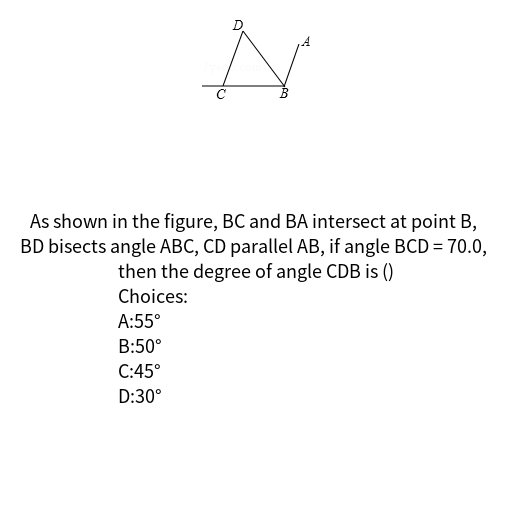 D
A
C
B
As shown in the figure, BC and BA intersect at point B,
BD bisects angle ABC, CD parallel AB, if angle BCD = 70.0,
then the degree of angle CDB is ()
Choices:
A:55°
B:50°
C:45°
D:30°